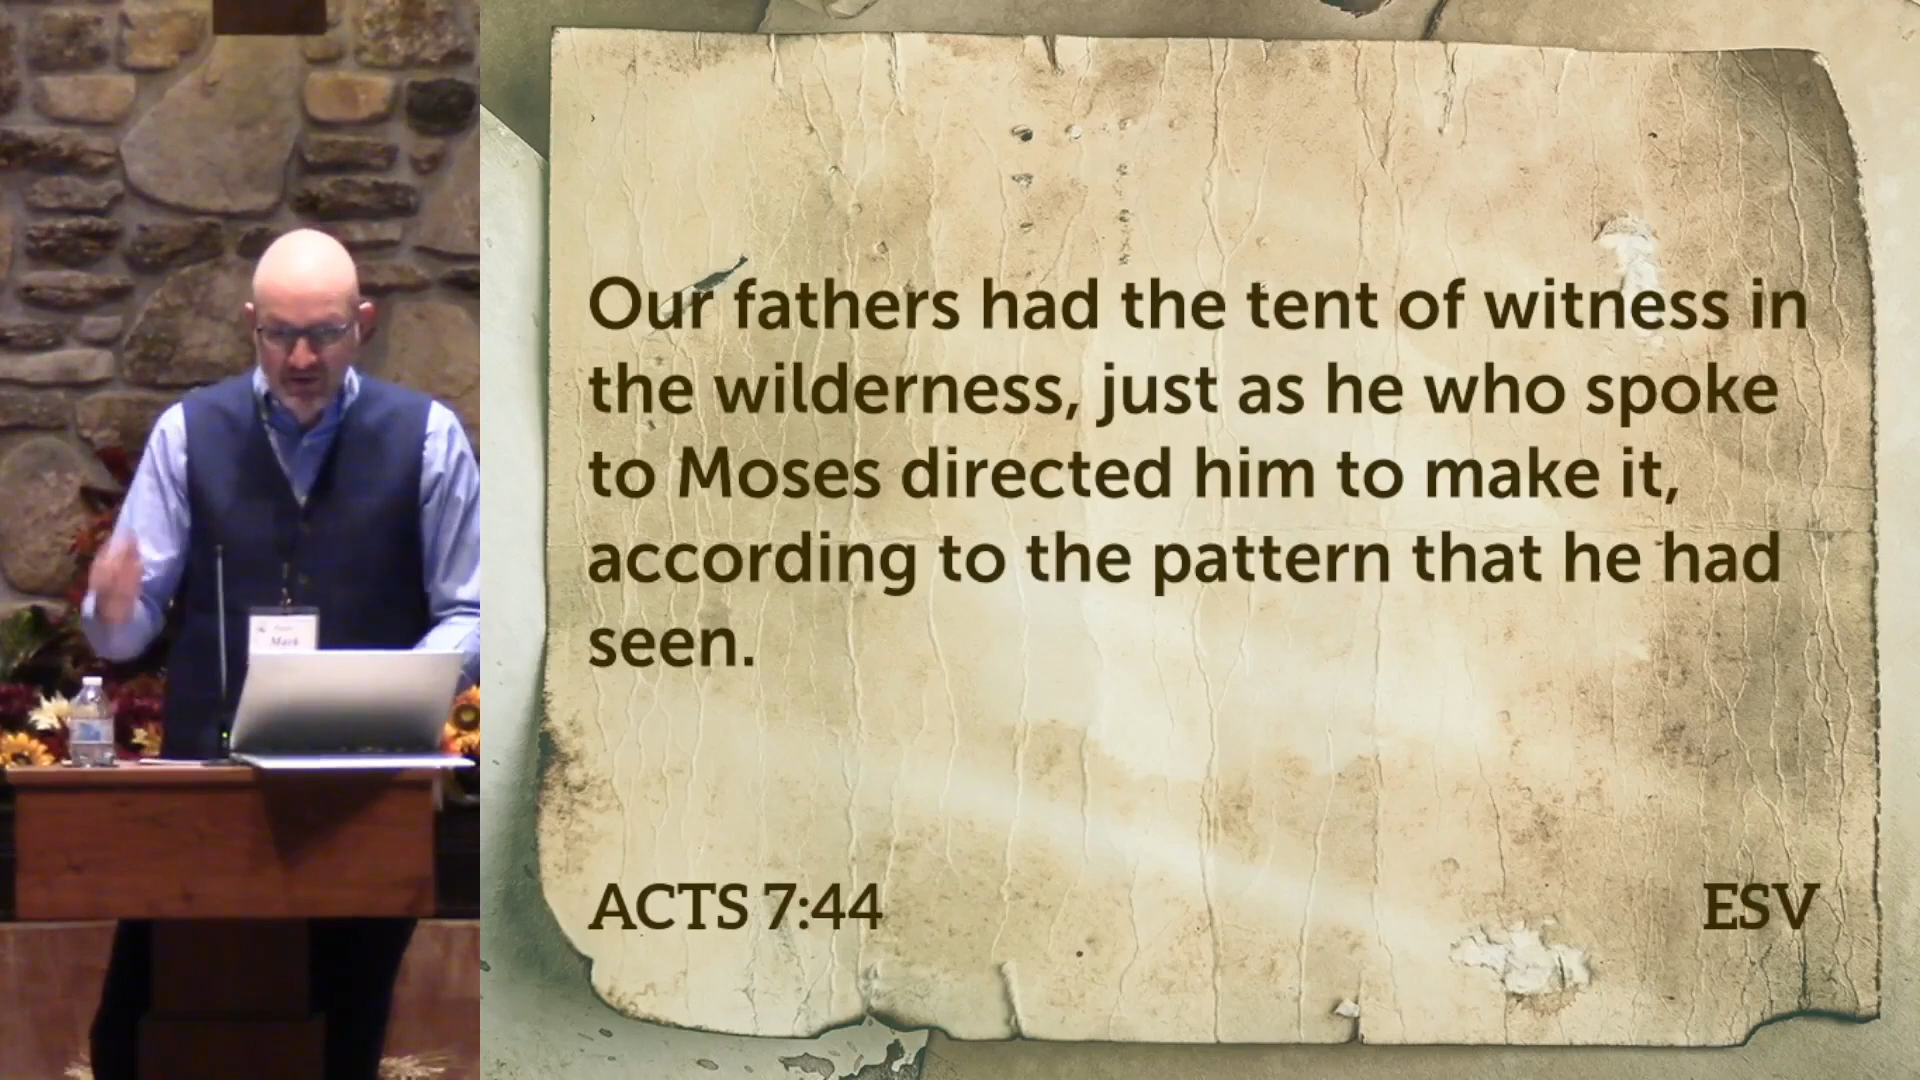 Our fathers had the tent of witness in
the wilderness, just as he who spoke
to Moses directed him to make it,
according to the pattern that he had
seen.
ACTS 7:44
ESV
Mark